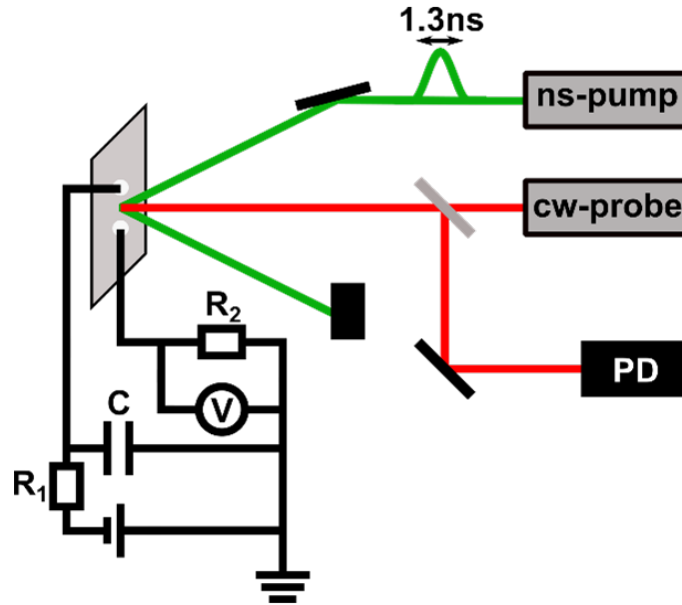 1.3ns
ns-pump
cw-probe
R₂
C
V
PD
R₁